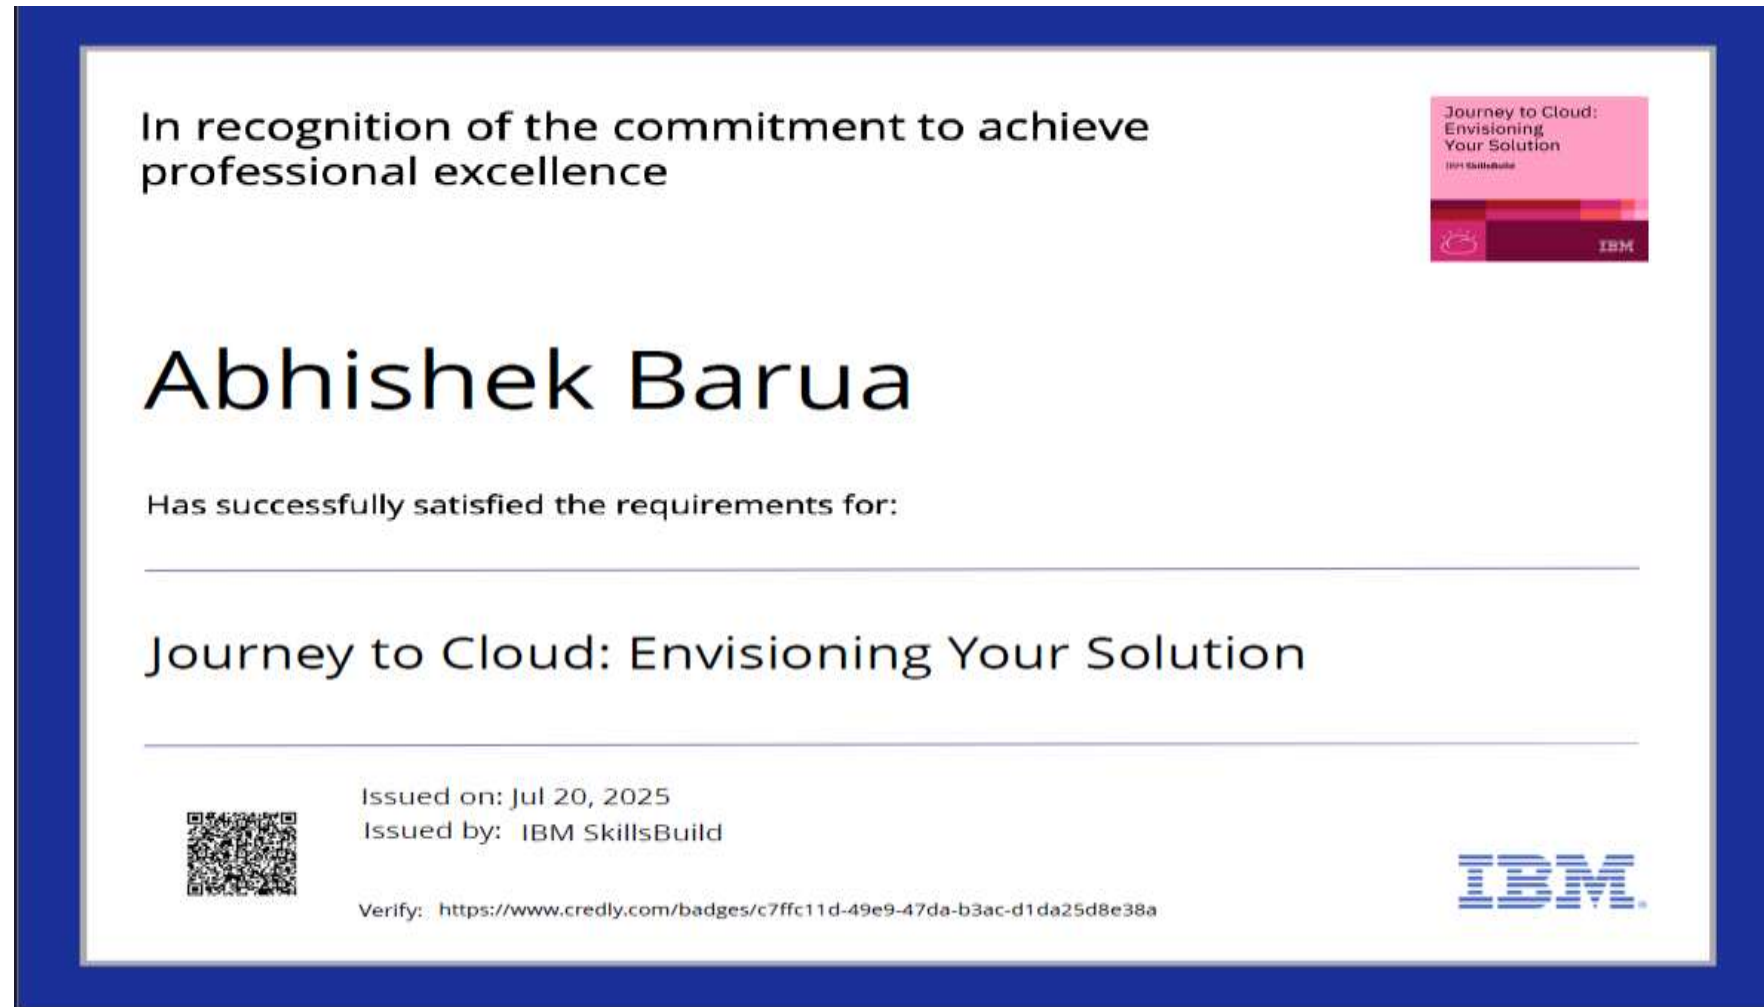 In recognition of the commitment to achieve
professional excellence
Journey to Cloud:
Envisioning
Your Solution
IBM SkillsBuild
IBM
Abhishek Barua
Has successfully satisfied the requirements for:
Journey to Cloud: Envisioning Your Solution
Issued on: Jul 20, 2025
Issued by: IBM SkillsBuild
Verify: https://www.credly.com/badges/c7ffc11d-49e9-47da-b3ac-d1da25d8e38a
IBM